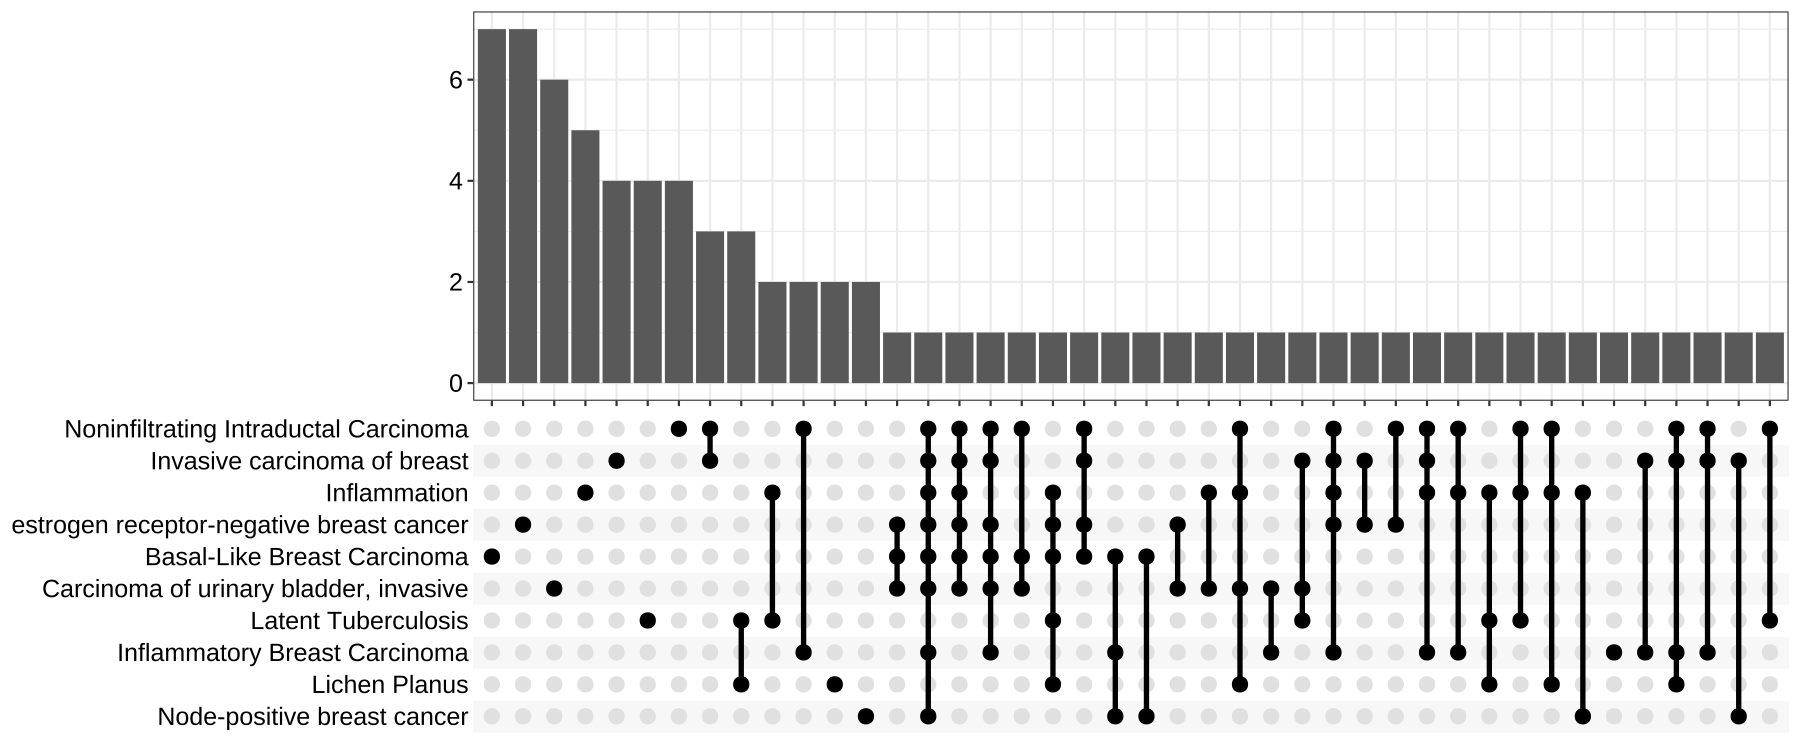 6
4
2
0
Noninfiltrating Intraductal Carcinoma
Invasive carcinoma of breast
Inflammation
estrogen receptor-negative breast cancer
Basal-Like Breast Carcinoma
Carcinoma of urinary bladder, invasive
Latent Tuberculosis
Inflammatory Breast Carcinoma
Lichen Planus
Node-positive breast cancer